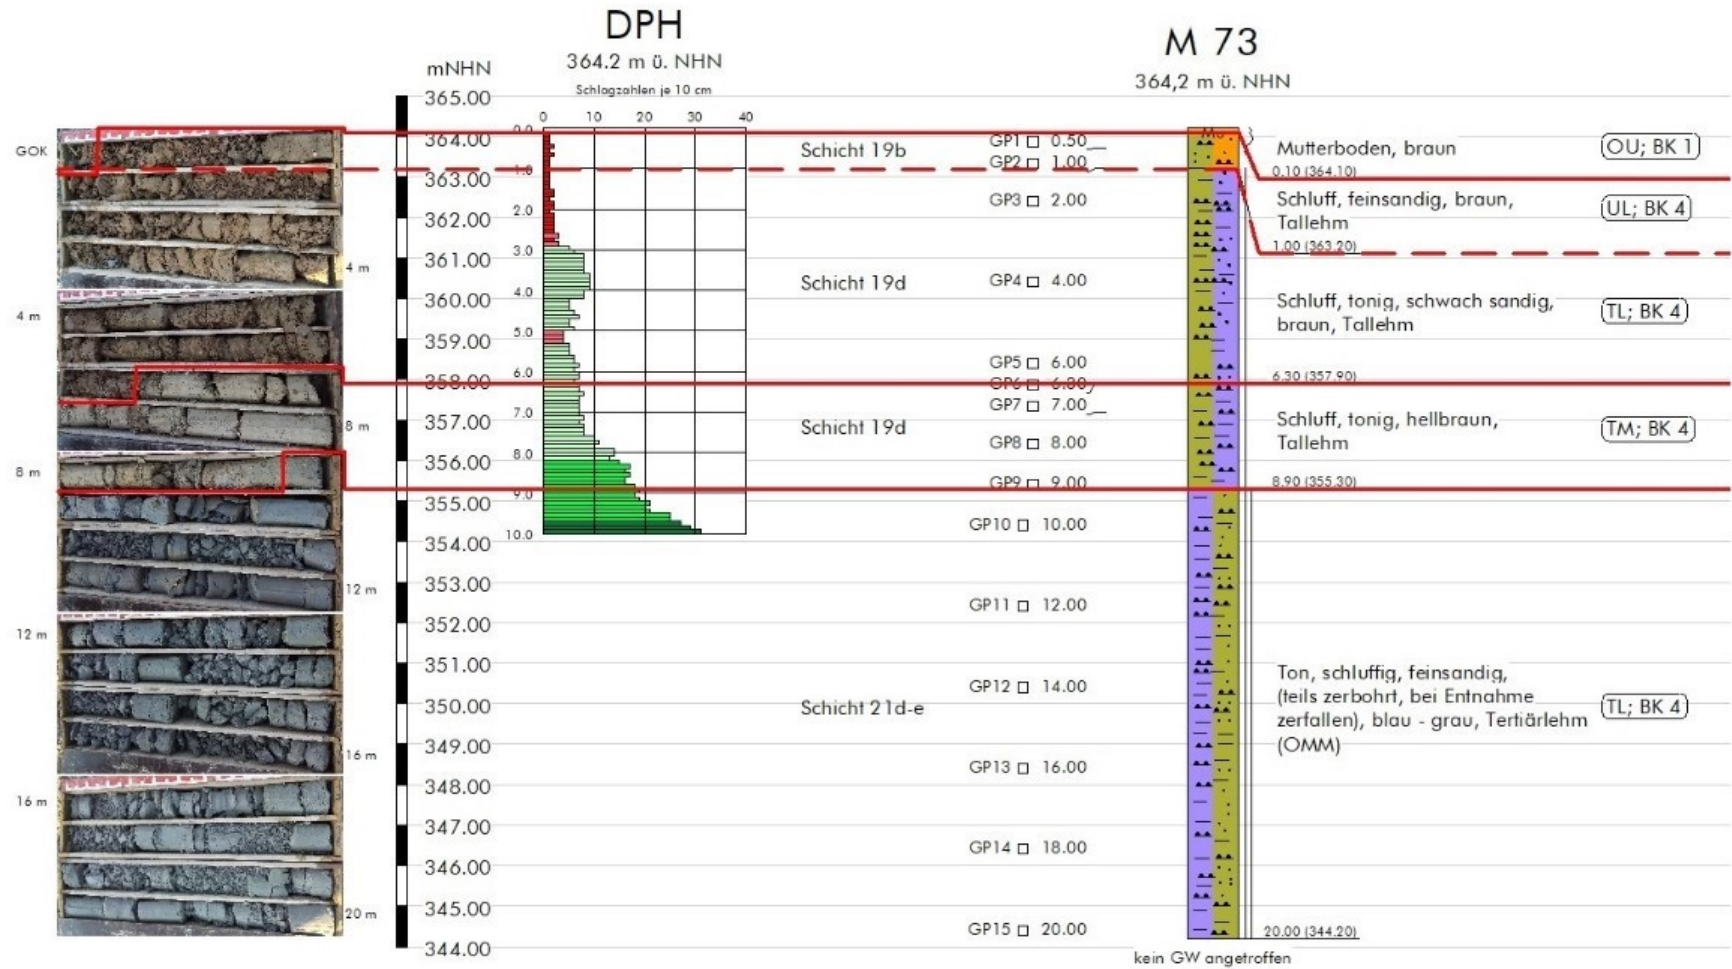 DPH
364.2 m ü. NHN
Schlagzahlen je 10 cm
M 73
364,2 m ü. NHN
mNHN
365.00
364.00
363.00
362.00
361.00
360.00
359.00
358.00
357.00
356.00
355.00
354.00
353.00
352.00
351.00
350.00
349.00
348.00
347.00
346.00
345.00
344.00
GOK
4 m
4 m
8 m
8 m
12 m
12 m
16 m
16 m
20 m
0 10 20 30 40
0.0
1.0
2.0
3.0
4.0
5.0
6.0
7.0
8.0
9.0
10.0
Schicht 19b
Schicht 19d
Schicht 19d
Schicht 21d-e
GP1 0.50
GP2 1.00
GP3 2.00
GP4 4.00
GP5 6.00
GP6 6.30
GP7 7.00
GP8 8.00
GP9 9.00
GP10 10.00
GP11 12.00
GP12 14.00
GP13 16.00
GP14 18.00
GP15 20.00
Mu
Mutterboden, braun
OU; BK 1
0.10 (364.10)
Schluff, feinsandig, braun,
Tallehm
UL; BK 4
1.00 (363.20)
Schluff, tonig, schwach sandig,
braun, Tallehm
TL; BK 4
6.30 (357.90)
Schluff, tonig, hellbraun,
Tallehm
TM; BK 4
8.90 (355.30)
Ton, schluffig, feinsandig,
(teils zerbohrt, bei Entnahme
zerfallen), blau - grau, Tertiärlehm
(OMM)
TL; BK 4
20.00 (344.20)
kein GW angetroffen